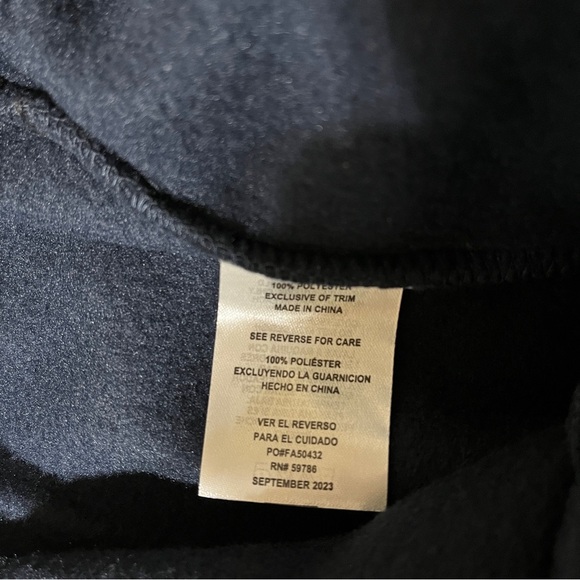 100% POLYESTER
EXCLUSIVE OF TRIM
MADE IN CHINA
SEE REVERSE FOR CARE
100% POLIÉSTER
EXCLUYENDO LA GUARNICION
HECHO EN CHINA
VER EL REVERSO
PARA EL CUIDADO
PO#FA50432
RN# 59786
SEPTEMBER 2023